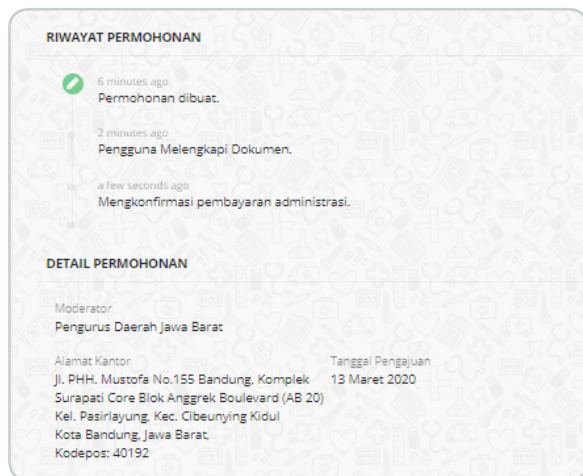 RIWAYAT PERMOHONAN
6 minutes ago
Permohonan dibuat.
2 minutes ago
Pengguna Melengkapi Dokumen.
a few seconds ago
Mengkonfirmasi pembayaran administrasi.
DETAIL PERMOHONAN
Moderator
Pengurus Daerah Jawa Barat
Alamat Kantor
Jl. PHH. Mustofa No.155 Bandung, Komplek
Surapati Core Blok Anggrek Boulevard (AB 20)
Kel. Pasirlayung, Kec. Cibeunying Kidul
Kota Bandung, Jawa Barat,
Kodepos: 40192
Tanggal Pengajuan
13 Maret 2020